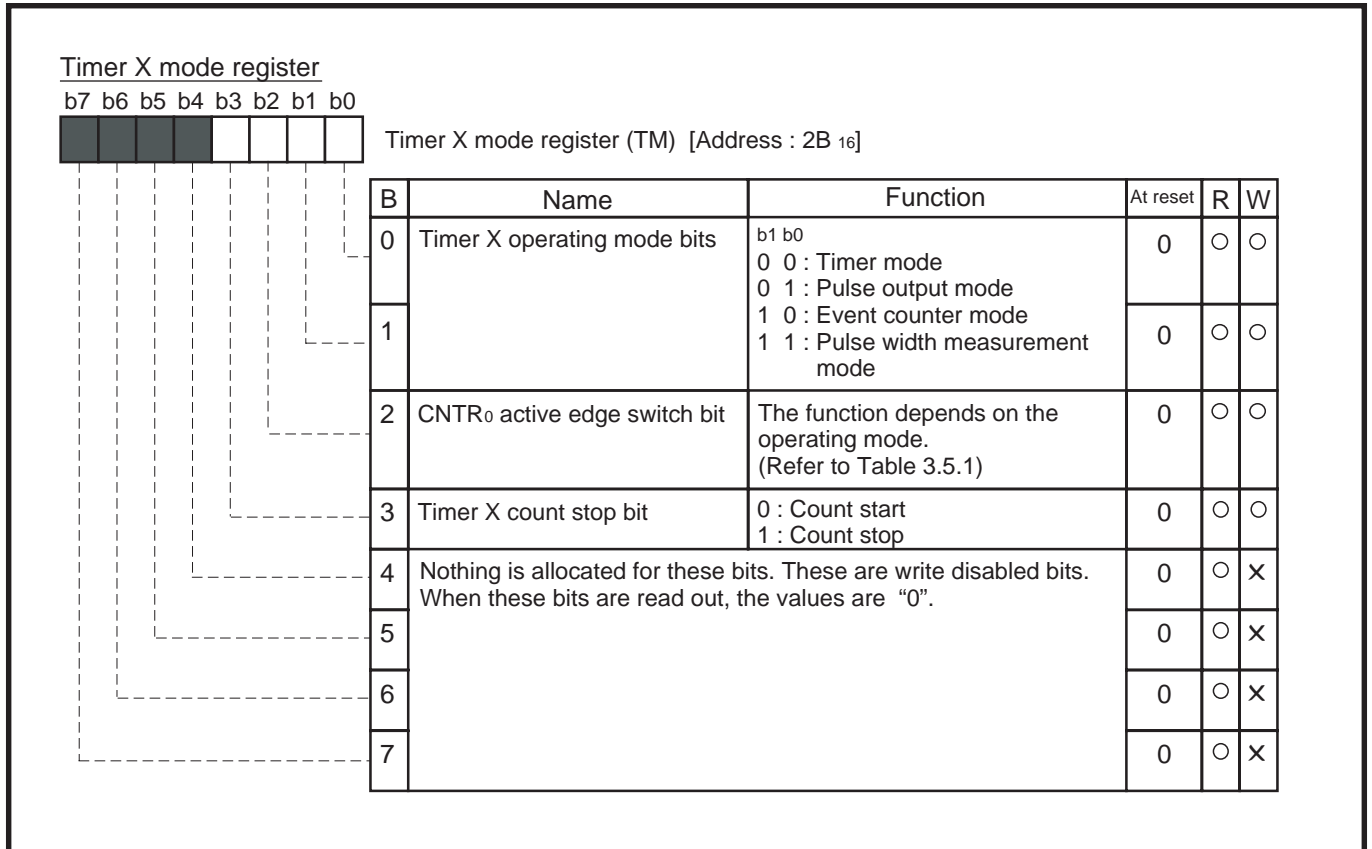 Timer X mode register
b7 b6 b5 b4 b3 b2 b1 b0
Timer X mode register (TM) [Address : 2B 16]
B Name Function At reset R W
0 Timer X operating mode bits b1 b0 0 ○ ○
0 0 : Timer mode
0 1 : Pulse output mode
1 0 : Event counter mode
1 1 1 : Pulse width measurement 0 ○ ○
mode
2 CNTR0 active edge switch bit The function depends on the 0 ○ ○
operating mode.
(Refer to Table 3.5.1)
3 Timer X count stop bit 0 : Count start 0 ○ ○
1 : Count stop
4 Nothing is allocated for these bits. These are write disabled bits. 0 ○ ×
When these bits are read out, the values are “0”.
5 0 ○ ×
6 0 ○ ×
7 0 ○ ×